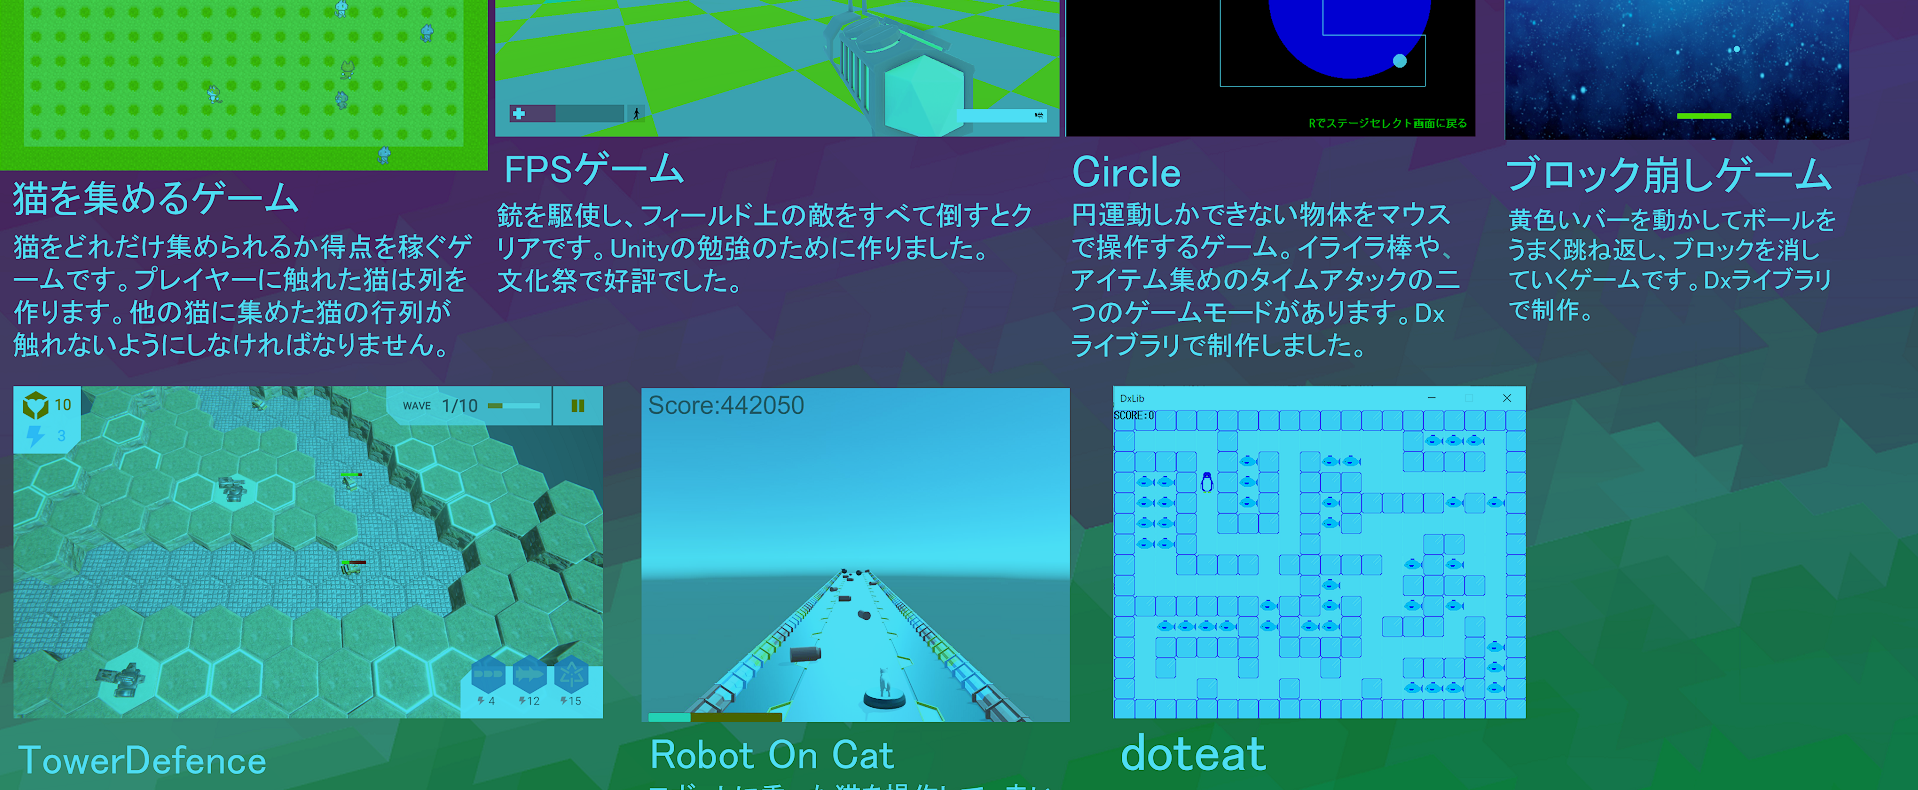 Rでステージセレクト画面に戻る
猫を集めるゲーム
猫をどれだけ集められるか得点を稼ぐゲ
ームです。プレイヤーに触れた猫は列を
作ります。他の猫に集めた猫の行列が
触れないようにしなければなりません。
FPSゲーム
銃を駆使し、フィールド上の敵をすべて倒すとク
リアです。Unityの勉強のために作りました。
文化祭で好評でした。
Circle
円運動しかできない物体をマウス
で操作するゲーム。イライラ棒や、
アイテム集めのタイムアタックの二
つのゲームモードがあります。Dx
ライブラリで制作しました。
ブロック崩しゲーム
黄色いバーを動かしてボールを
うまく跳ね返し、ブロックを消し
ていくゲームです。Dxライブラリ
で制作。
10
3
WAVE 1/10
4 12 15
TowerDefence
Score:442050
Robot On Cat
DxLib
SCORE:0
doteat